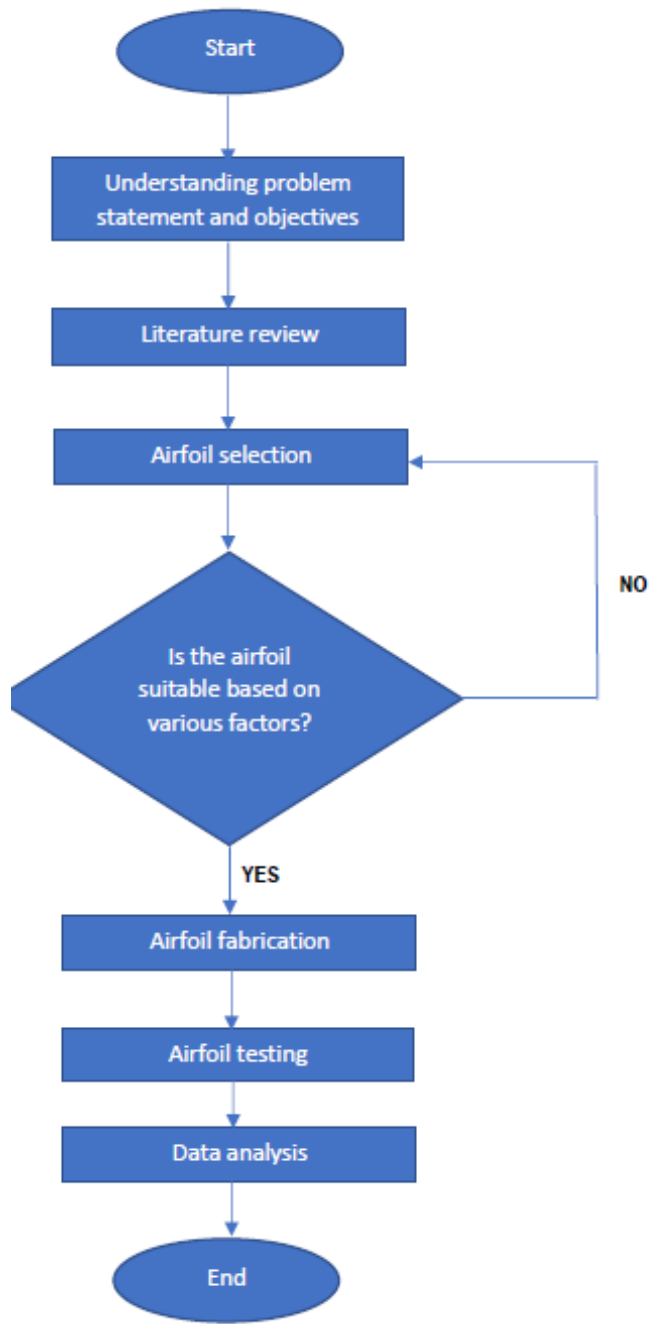 Start
Understanding problem
statement and objectives
Literature review
Airfoil selection
Is the airfoil
suitable based on
various factors?
NO
YES
Airfoil fabrication
Airfoil testing
Data analysis
End